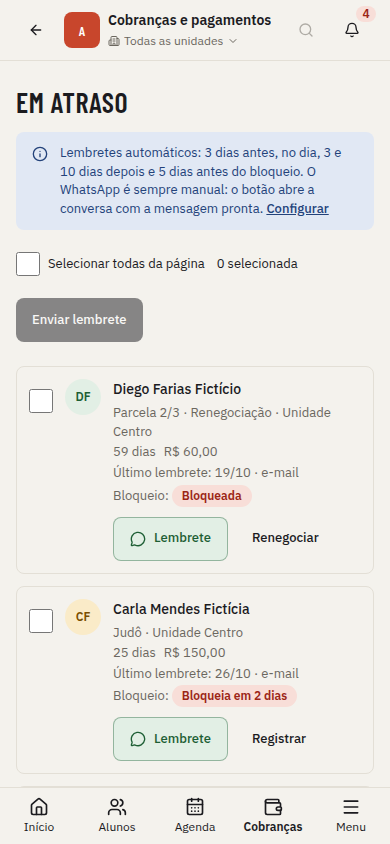 A
Cobranças e pagamentos
Todas as unidades
4
EM ATRASO
Lembretes automáticos: 3 dias antes, no dia, 3 e
10 dias depois e 5 dias antes do bloqueio. O
WhatsApp é sempre manual: o botão abre a
conversa com a mensagem pronta. Configurar
Selecionar todas da página 0 selecionada
Enviar lembrete
DF
Diego Farias Fictício
Parcela 2/3 · Renegociação · Unidade
Centro
59 dias R$ 60,00
Último lembrete: 19/10 · e-mail
Bloqueio: Bloqueada
Lembrete Renegociar
CF
Carla Mendes Fictícia
Judô · Unidade Centro
25 dias R$ 150,00
Último lembrete: 26/10 · e-mail
Bloqueio: Bloqueia em 2 dias
Lembrete Registrar
Início Alunos Agenda Cobranças Menu